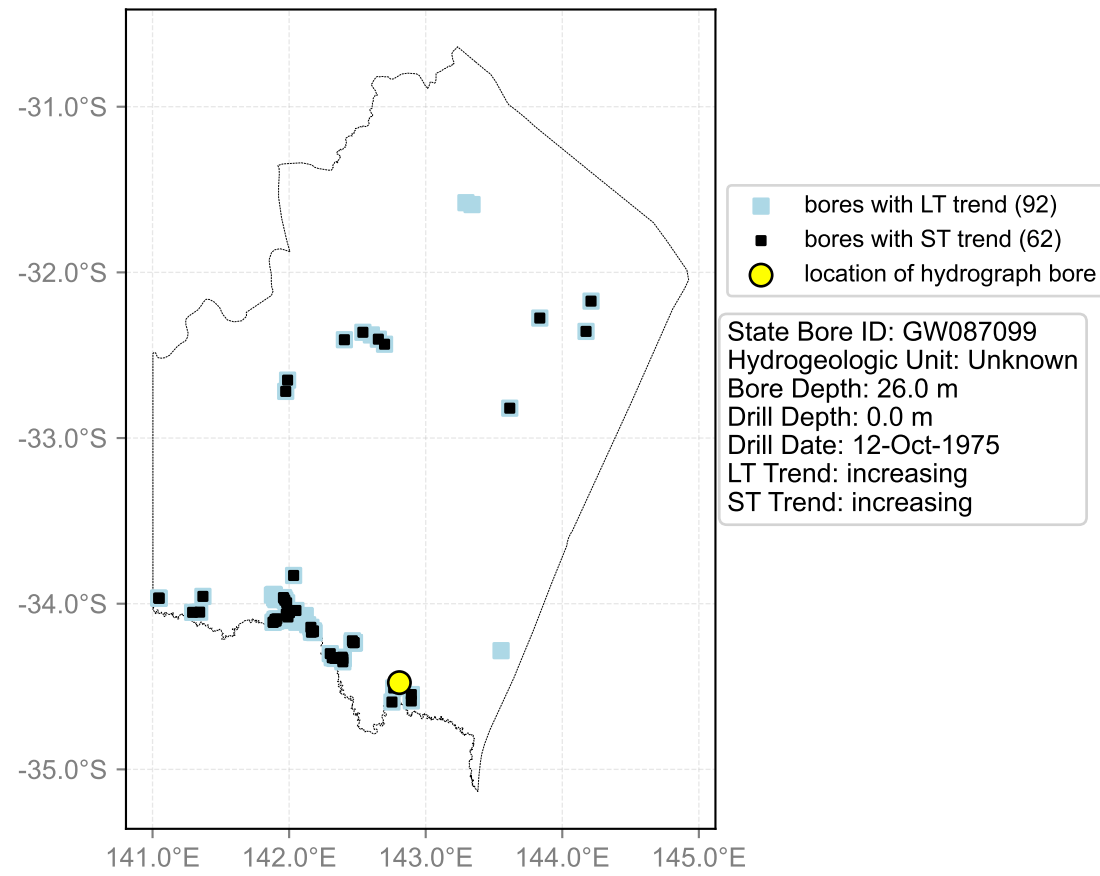 -31.0°S
-32.0°S
-33.0°S
-34.0°S
-35.0°S
141.0°E 142.0°E 143.0°E 144.0°E 145.0°E
bores with LT trend (92)
bores with ST trend (62)
location of hydrograph bore
State Bore ID: GW087099
Hydrogeologic Unit: Unknown
Bore Depth: 26.0 m
Drill Depth: 0.0 m
Drill Date: 12-Oct-1975
LT Trend: increasing
ST Trend: increasing